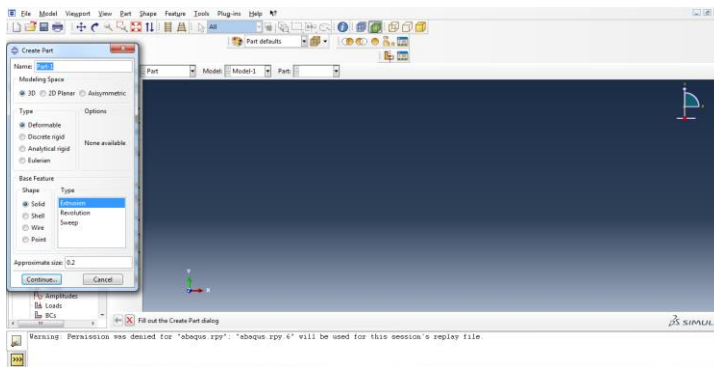 File Model Viewport View Part Shape Feature Tools Plug-ins Help
All
Part defaults
Create Part
Name: Part-1
Part Model: Model-1 Part:
Modeling Space
3D 2D Planar Axisymmetric
Type Options
Deformable
Discrete rigid
Analytical rigid
Eulerian
None available
Base Feature
Shape Type
Solid Extrusion
Shell Revolution
Wire Sweep
Point
Approximate size: 0.2
Continue... Cancel
Amplitudes
Loads
BCs
Fill out the Create Part dialog
SIMUL
Warning: Permission was denied for "abaqus.rpy"; "abaqus.rpy.6" will be used for this session's replay file.